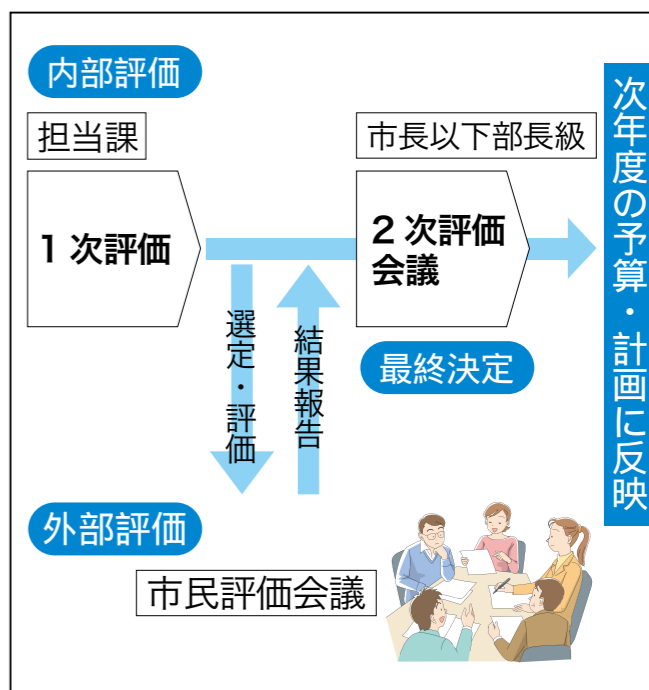 内部評価
担当課
1次評価
市長以下部長級
2次評価
会議
最終決定
次年度の予算・計画に反映
選定・評価
結果報告
外部評価
市民評価会議